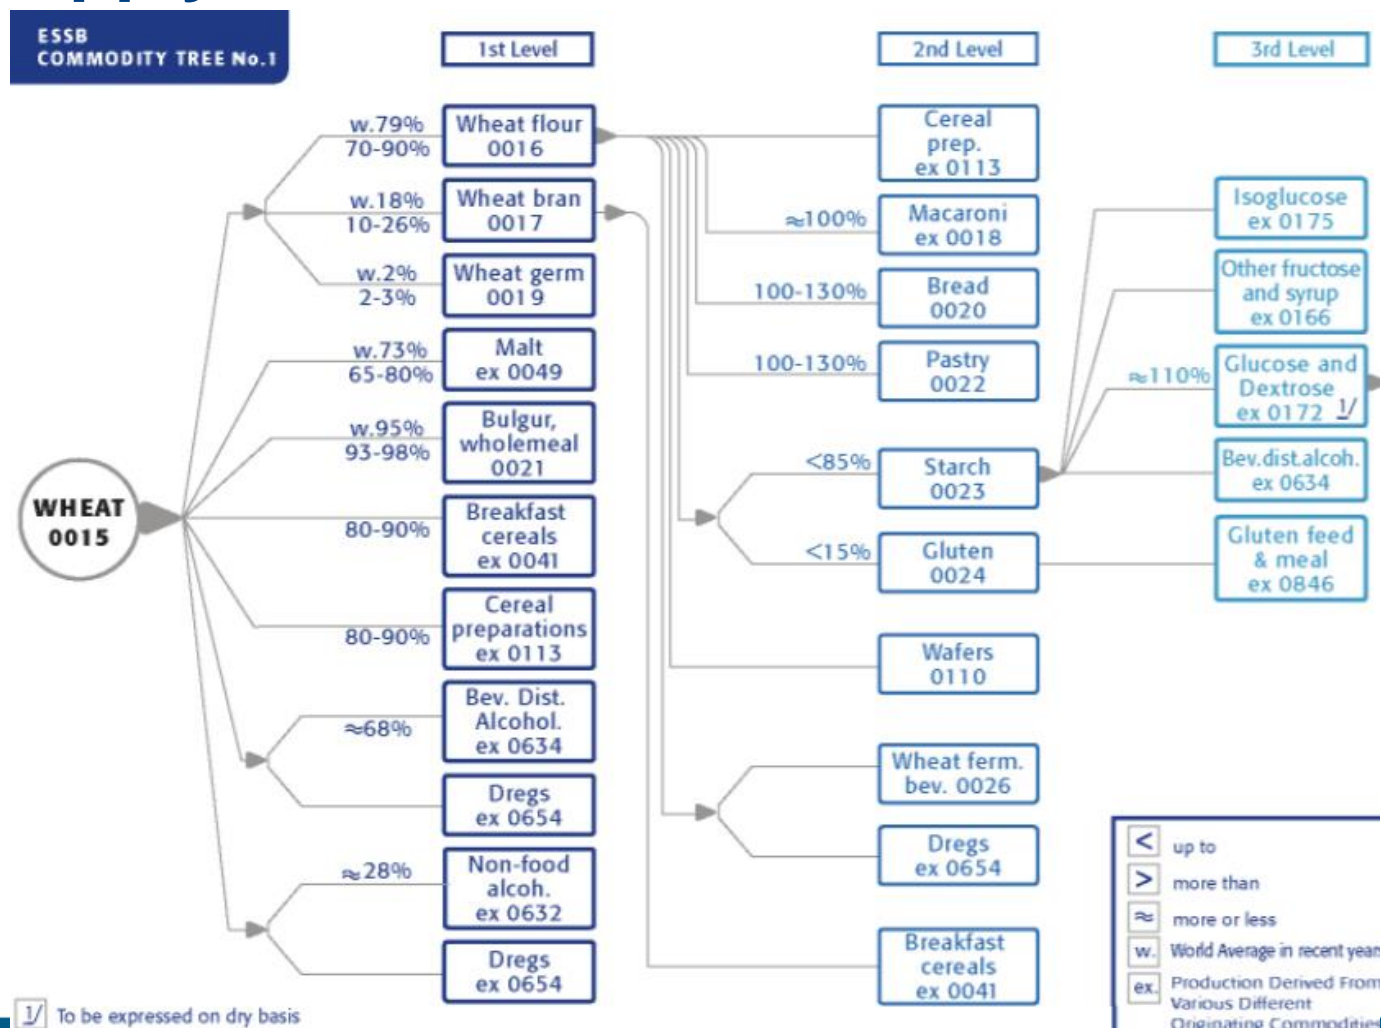 ESSB
COMMODITY TREE No.1
1st Level
2nd Level
3rd Level
WHEAT
0015
w.79%
70-90%
Wheat flour
0016
w.18%
10-26%
Wheat bran
0017
w.2%
2-3%
Wheat germ
0019
w.73%
65-80%
Malt
ex 0049
w.95%
93-98%
Bulgur,
wholemeal
0021
80-90%
Breakfast
cereals
ex 0041
80-90%
Cereal
preparations
ex 0113
≈68%
Bev. Dist.
Alcohol.
ex 0634
Dregs
ex 0654
≈28%
Non-food
alcoh.
ex 0632
Dregs
ex 0654
Cereal
prep.
ex 0113
≈100%
Macaroni
ex 0018
100-130%
Bread
0020
100-130%
Pastry
0022
<85%
Starch
0023
<15%
Gluten
0024
Wafers
0110
Wheat ferm.
bev. 0026
Dregs
ex 0654
Breakfast
cereals
ex 0041
Isoglucose
ex 0175
Other fructose
and syrup
ex 0166
≈110%
Glucose and
Dextrose
ex 0172 1/
Bev.dist.alcoh.
ex 0634
Gluten feed
& meal
ex 0846
< up to
> more than
≈ more or less
w. World Average in recent years
ex. Production Derived From
Various Different
Originating Commodities
1/ To be expressed on dry basis